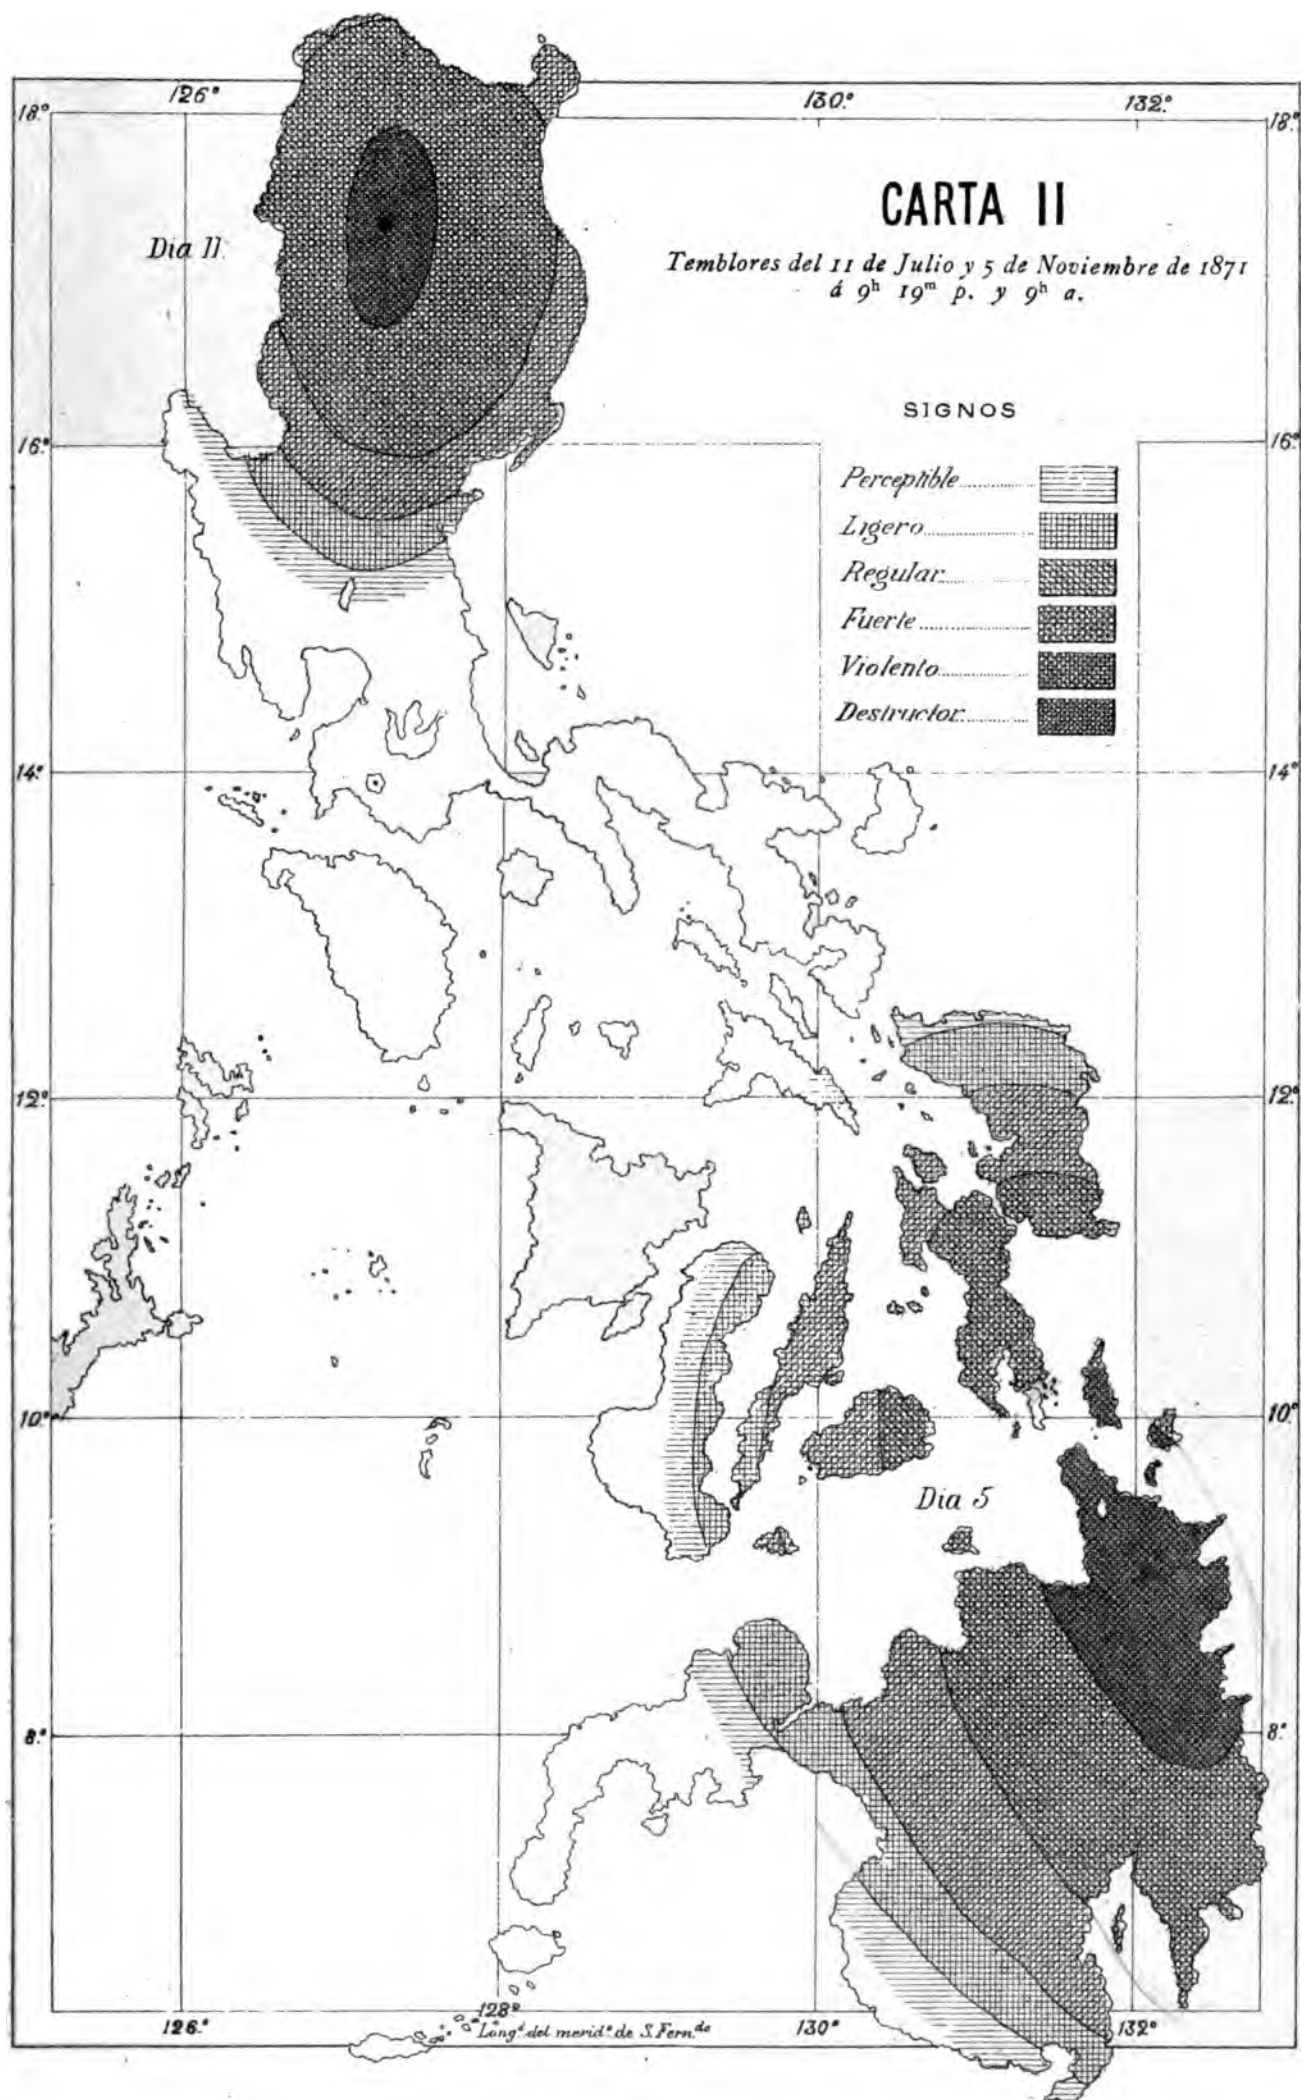 126°
130°
132°
18°
18°
CARTA II
Dia 11
Temblores del 11 de Julio y 5 de Noviembre de 1871
á 9ʰ 19ᵐ p. y 9ʰ a.
SIGNOS
16°
16°
Perceptible
Ligero
Regular
Fuerte
Violento
Destructor
14°
14°
12°
12°
10°
10°
Dia 5
8°
8°
126°
128°
130°
132°
Longᵈ del meridᵒ de S. Fernᵈᵒ